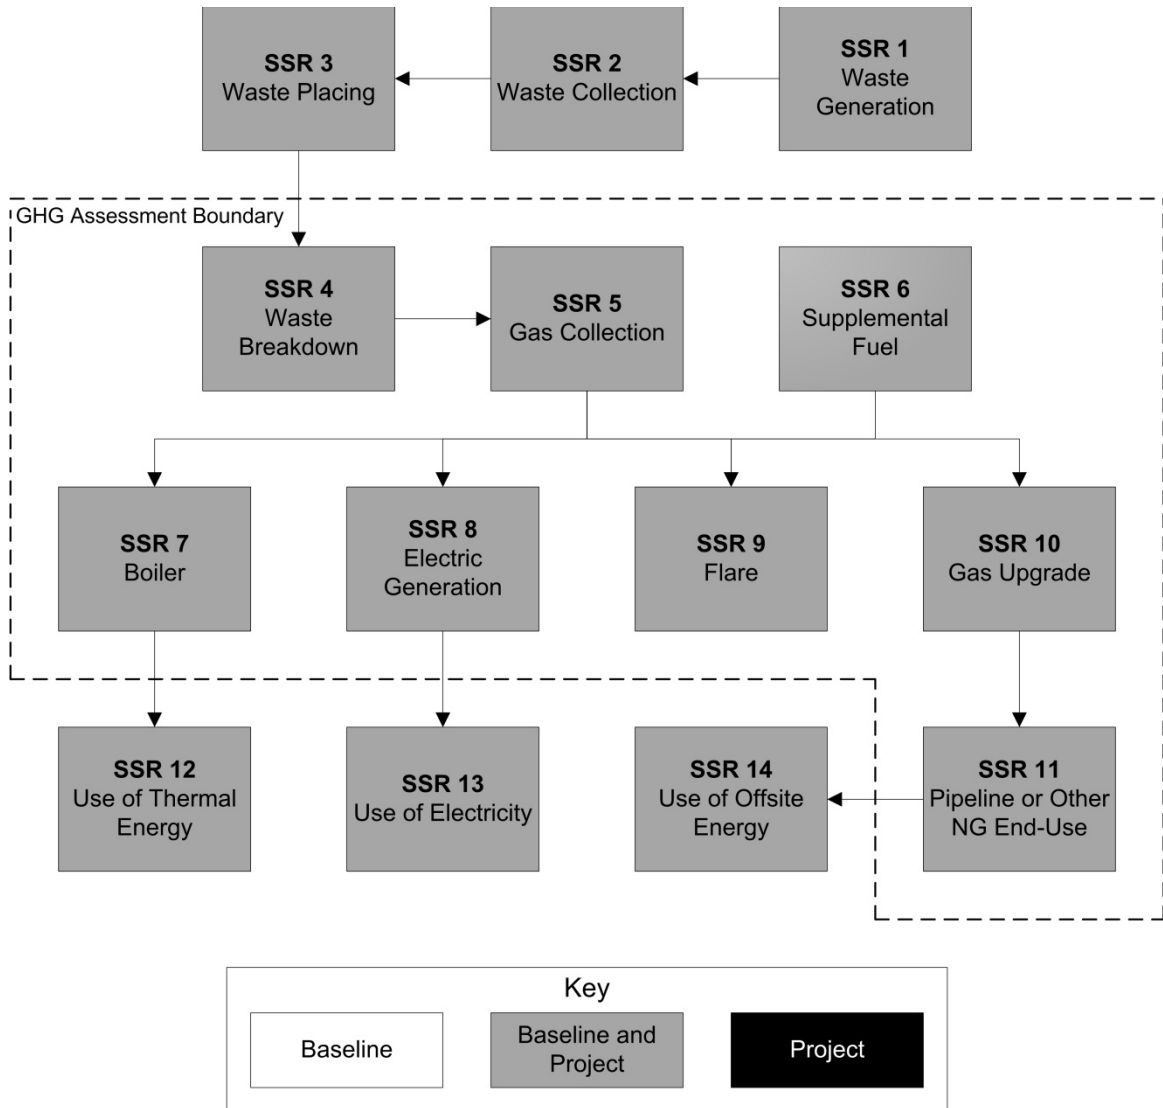 SSR 3
Waste Placing
SSR 2
Waste Collection
SSR 1
Waste
Generation
GHG Assessment Boundary
SSR 4
Waste
Breakdown
SSR 5
Gas Collection
SSR 6
Supplemental
Fuel
SSR 7
Boiler
SSR 8
Electric
Generation
SSR 9
Flare
SSR 10
Gas Upgrade
SSR 12
Use of Thermal
Energy
SSR 13
Use of Electricity
SSR 14
Use of Offsite
Energy
SSR 11
Pipeline or Other
NG End-Use
Key
Baseline
Baseline and
Project
Project